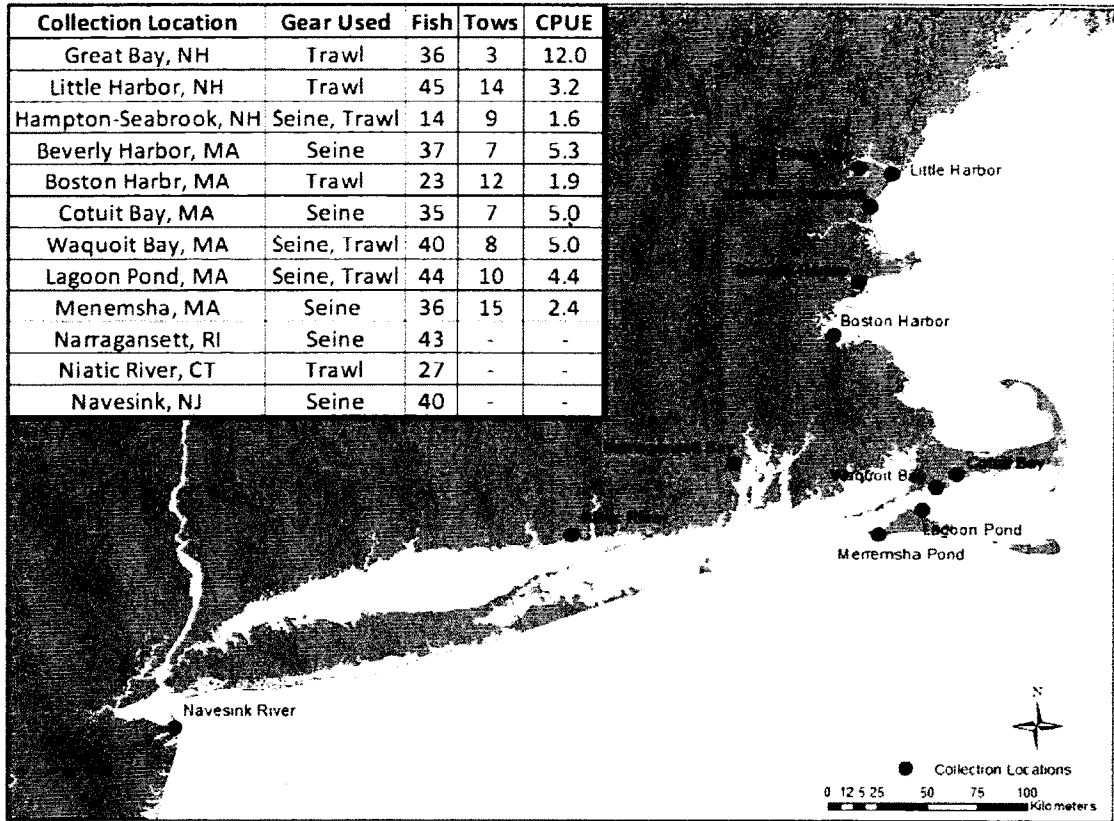 Collection Location Gear Used Fish Tows CPUE
Great Bay, NH Trawl 36 3 12.0
Little Harbor, NH Trawl 45 14 3.2
Hampton-Seabrook, NH Seine, Trawl 14 9 1.6
Beverly Harbor, MA Seine 37 7 5.3
Boston Harbr, MA Trawl 23 12 1.9
Cotuit Bay, MA Seine 35 7 5.0
Waquoit Bay, MA Seine, Trawl 40 8 5.0
Lagoon Pond, MA Seine, Trawl 44 10 4.4
Menemsha, MA Seine 36 15 2.4
Narragansett, RI Seine 43 - -
Niatic River, CT Trawl 27 - -
Navesink, NJ Seine 40 - -
Little Harbor
Boston Harbor
Cotuit Bay
Waquoit Bay
Lagoon Pond
Menemsha Pond
Navesink River
N
Collection Locations
0 12.5 25 50 75 100
Kilometers